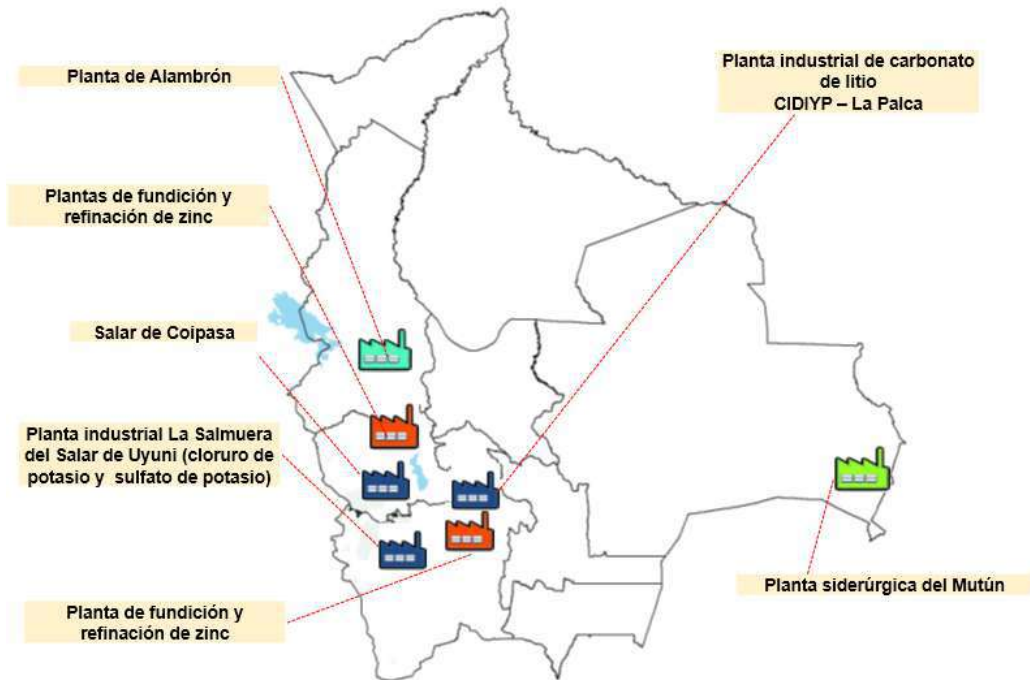 Planta de Alambrón
Planta industrial de carbonato
de litio
CIDIYP – La Palca
Plantas de fundición y
refinación de zinc
Salar de Coipasa
Planta industrial La Salmuera
del Salar de Uyuni (cloruro de
potasio y sulfato de potasio)
Planta siderúrgica del Mutún
Planta de fundición y
refinación de zinc